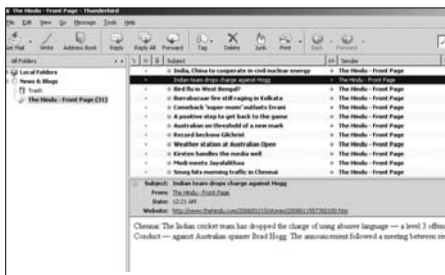 The Hindu - Front Page - Thunderbird
File Edit View Go Message Tools Help
Get Mail Write Address Book Reply Reply All Forward Tag Delete Junk Print Back Forward
All Folders Subject Sender
Local Folders
News & Blogs
Trash
The Hindu - Front Page (31)
India, China to cooperate in civil nuclear energy The Hindu - Front Page
Indian team drops charge against Hogg The Hindu - Front Page
Bird flu in West Bengal? The Hindu - Front Page
Burrabazaar fire still raging in Kolkata The Hindu - Front Page
Comeback 'super-mum' outlasts Errani The Hindu - Front Page
A positive step to get back to the game The Hindu - Front Page
Australian on threshold of a new mark The Hindu - Front Page
Record beckons Gilchrist The Hindu - Front Page
Weather station at Australian Open The Hindu - Front Page
Kirsten handles the media well The Hindu - Front Page
Modi meets Jayalalithaa The Hindu - Front Page
Smog hits morning traffic in Chennai The Hindu - Front Page
Subject: Indian team drops charge against Hogg
From: The Hindu - Front Page
Date: 12:21 AM
Website:
Chennai: The Indian cricket team has dropped the charge of using abusive language — a level 3 offen
Conduct — against Australian spinner Brad Hogg. The announcement followed a meeting between